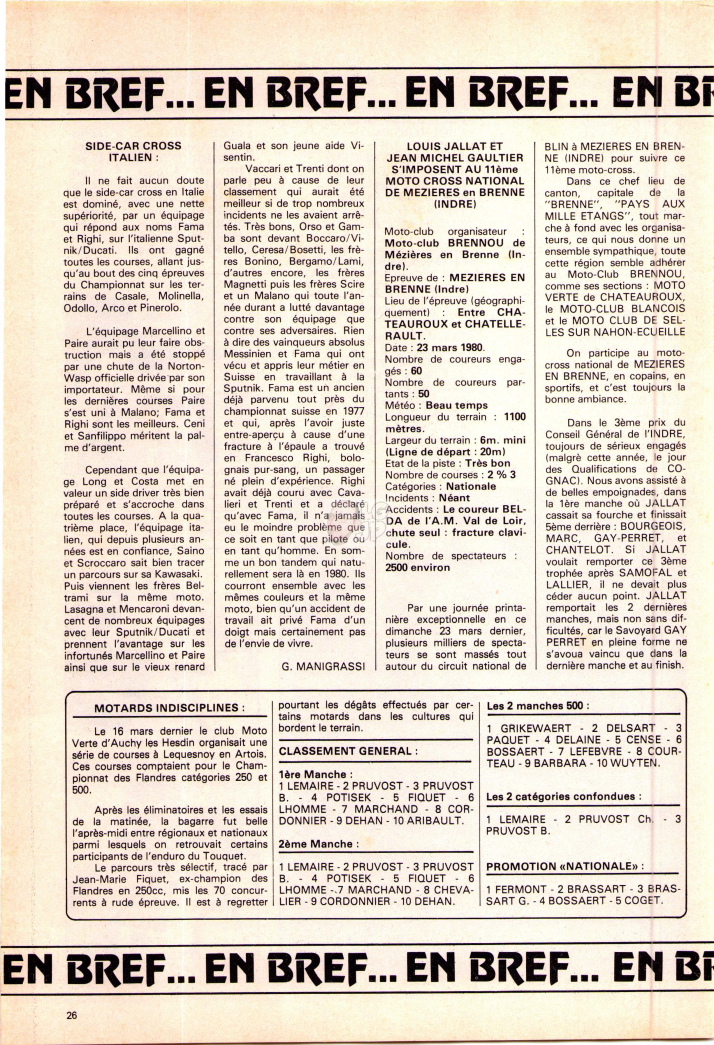 EN BREF... EN BREF... EN BREF... EN BR
SIDE-CAR CROSS
ITALIEN :
Il ne fait aucun doute
que le side-car cross en Italie
est dominé, avec une nette
supériorité, par un équipage
qui répond aux noms Fama
et Righi, sur l'italienne Sput-
nik/Ducati. Ils ont gagné
toutes les courses, allant jus-
qu'au bout des cinq épreuves
du Championnat sur les ter-
rains de Casale, Molinella,
Odollo, Arco et Pinerolo.
L'équipage Marcellino et
Paire aurait pu leur faire obs-
truction mais a été stoppé
par une chute de la Norton-
Wasp officielle drivée par son
importateur. Même si pour
les dernières courses Paire
s'est uni à Malano; Fama et
Righi sont les meilleurs. Ceni
et Sanfilippo méritent la pal-
me d'argent.
Cependant que l'équipa-
ge Long et Costa met en
valeur un side driver très bien
préparé et s'accroche dans
toutes les courses. A la qua-
trième place, l'équipage ita-
lien, qui depuis plusieurs an-
nées est en confiance, Saino
et Scroccaro sait bien tracer
un parcours sur sa Kawasaki.
Puis viennent les frères Bel-
trami sur la même moto.
Lasagna et Mencaroni devan-
cent de nombreux équipages
avec leur Sputnik/Ducati et
prennent l'avantage sur les
infortunés Marcellino et Paire
ainsi que sur le vieux renard
Guala et son jeune aide Vi-
sentin.
Vaccari et Trenti dont on
parle peu à cause de leur
classement qui aurait été
meilleur si de trop nombreux
incidents ne les avaient arrê-
tés. Très bons, Orso et Gam-
ba sont devant Boccaro/Vi-
tello, Ceresa/Bosetti, les frè-
res Bonino, Bergamo/Lami,
d'autres encore, les frères
Magnetti puis les frères Scire
et un Malano qui toute l'an-
née durant a lutté davantage
contre son équipage que
contre ses adversaires. Rien
à dire des vainqueurs absolus
Messinien et Fama qui ont
vécu et appris leur métier en
Suisse en travaillant à la
Sputnik. Fama est un ancien
déjà parvenu tout près du
championnat suisse en 1977
et qui, après l'avoir juste
entre-aperçu à cause d'une
fracture à l'épaule a trouvé
en Francesco Righi, bolo-
gnais pur-sang, un passager
né plein d'expérience. Righi
avait déjà couru avec Cava-
lieri et Trenti et a déclaré
qu'avec Fama, il n'a jamais
eu le moindre problème que
ce soit en tant que pilote ou
en tant qu'homme. En som-
me un bon tandem qui natu-
rellement sera là en 1980. Ils
courront ensemble avec les
mêmes couleurs et la même
moto, bien qu'un accident de
travail ait privé Fama d'un
doigt mais certainement pas
de l'envie de vivre.
G. MANIGRASSI
LOUIS JALLAT ET
JEAN MICHEL GAULTIER
S'IMPOSENT AU 11ème
MOTO CROSS NATIONAL
DE MEZIERES en BRENNE
(INDRE)
Moto-club organisateur :
Moto-club BRENNOU de
Mézières en Brenne (In-
dre).
Epreuve de : MEZIERES EN
BRENNE (Indre)
Lieu de l'épreuve (géographi-
quement) : Entre CHA-
TEAUROUX et CHATELLE-
RAULT.
Date : 23 mars 1980.
Nombre de coureurs enga-
gés : 60
Nombre de coureurs par-
tants : 50
Météo : Beau temps
Longueur du terrain : 1100
mètres.
Largeur du terrain : 6m. mini
(Ligne de départ : 20m)
Etat de la piste : Très bon
Nombre de courses : 2 % 3
Catégories : Nationale
Incidents : Néant
Accidents : Le coureur BEL-
DA de l'A.M. Val de Loir,
chute seul : fracture clavi-
cule.
Nombre de spectateurs :
2500 environ
Par une journée printa-
nière exceptionnelle en ce
dimanche 23 mars dernier,
plusieurs milliers de specta-
teurs se sont massés tout
autour du circuit national de
BLIN à MEZIERES EN BREN-
NE (INDRE) pour suivre ce
11ème moto-cross.
Dans ce chef lieu de
canton, capitale de la
"BRENNE", "PAYS AUX
MILLE ETANGS", tout mar-
che à fond avec les organisa-
teurs, ce qui nous donne un
ensemble sympathique, toute
cette région semble adhérer
au Moto-Club BRENNOU,
comme ses sections : MOTO
VERTE de CHATEAUROUX,
le MOTO-CLUB BLANCOIS
et le MOTO CLUB DE SEL-
LES SUR NAHON-ECUEILLE
On participe au moto-
cross national de MEZIERES
EN BRENNE, en copains, en
sportifs, et c'est toujours la
bonne ambiance.
Dans le 3ème prix du
Conseil Général de l'INDRE,
toujours de sérieux engagés
(malgré cette année, le jour
des Qualifications de CO-
GNAC). Nous avons assisté à
de belles empoignades, dans
la 1ère manche où JALLAT
cassait sa fourche et finissait
5ème derrière : BOURGEOIS,
MARC, GAY-PERRET, et
CHANTELOT. Si JALLAT
voulait remporter ce 3ème
trophée après SAMOFAL et
LALLIER, il ne devait plus
céder aucun point. JALLAT
remportait les 2 dernières
manches, mais non sans dif-
ficultés, car le Savoyard GAY
PERRET en pleine forme ne
s'avoua vaincu que dans la
dernière manche et au finish.
MOTARDS INDISCIPLINES :
Le 16 mars dernier le club Moto
Verte d'Auchy les Hesdin organisait une
série de courses à Lequesnoy en Artois.
Ces courses comptaient pour le Cham-
pionnat des Flandres catégories 250 et
500.
Après les éliminatoires et les essais
de la matinée, la bagarre fut belle
l'après-midi entre régionaux et nationaux
parmi lesquels on retrouvait certains
participants de l'enduro du Touquet.
Le parcours très sélectif, tracé par
Jean-Marie Fiquet, ex-champion des
Flandres en 250cc, mis les 70 concur-
rents à rude épreuve. Il est à regretter
pourtant les dégâts effectués par cer-
tains motards dans les cultures qui
bordent le terrain.
CLASSEMENT GENERAL :
1ère Manche :
1 LEMAIRE - 2 PRUVOST - 3 PRUVOST
B. - 4 POTISEK - 5 FIQUET - 6
LHOMME - 7 MARCHAND - 8 COR-
DONNIER - 9 DEHAN - 10 ARIBAULT.
2ème Manche :
1 LEMAIRE - 2 PRUVOST - 3 PRUVOST
B. - 4 POTISEK - 5 FIQUET - 6
LHOMME -.7 MARCHAND - 8 CHEVA-
LIER - 9 CORDONNIER - 10 DEHAN.
Les 2 manches 500 :
1 GRIKEWAERT - 2 DELSART - 3
PAQUET - 4 DELAINE - 5 CENSE - 6
BOSSAERT - 7 LEFEBVRE - 8 COUR-
TEAU - 9 BARBARA - 10 WUYTEN.
Les 2 catégories confondues :
1 LEMAIRE - 2 PRUVOST Ch. - 3
PRUVOST B.
PROMOTION «NATIONALE» :
1 FERMONT - 2 BRASSART - 3 BRAS-
SART G. - 4 BOSSAERT - 5 COGET.
EN BREF... EN BREF... EN BREF... EN BR
26